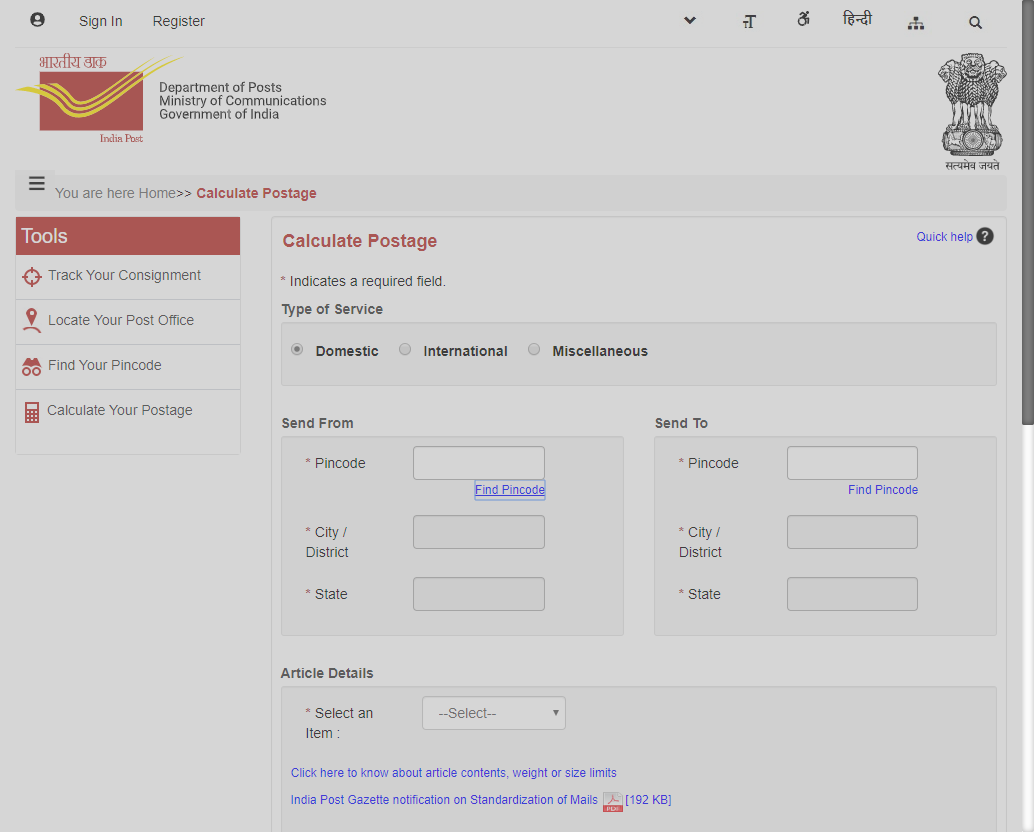 Sign In Register हिन्दी
भारतीय डाक
India Post
Department of Posts
Ministry of Communications
Government of India
सत्यमेव जयते
You are here Home>> Calculate Postage
Tools
Track Your Consignment
Locate Your Post Office
Find Your Pincode
Calculate Your Postage
Calculate Postage
Quick help ?
* Indicates a required field.
Type of Service
Domestic International Miscellaneous
Send From
* Pincode
Find Pincode
* City /
District
* State
Send To
* Pincode
Find Pincode
* City /
District
* State
Article Details
* Select an
Item :
--Select--
Click here to know about article contents, weight or size limits
India Post Gazette notification on Standardization of Mails PDF [192 KB]